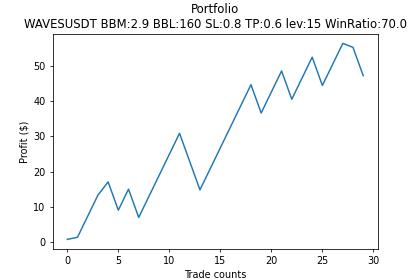 Portfolio
WAVESUSDT BBM:2.9 BBL:160 SL:0.8 TP:0.6 lev:15 WinRatio:70.0
Profit ($)
50
40
30
20
10
0
0 5 10 15 20 25 30
Trade counts